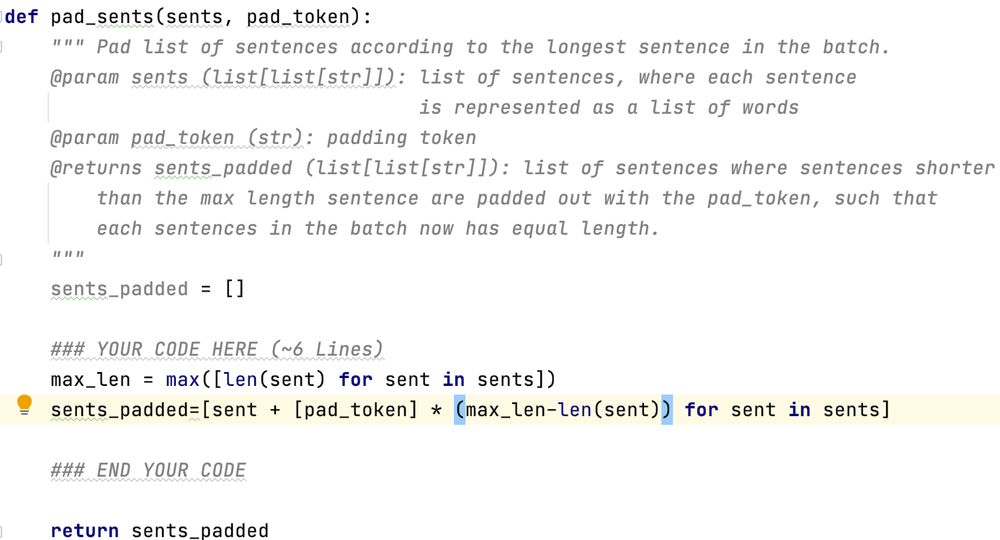 def pad_sents(sents, pad_token):
    """ Pad list of sentences according to the longest sentence in the batch.
    @param sents (list[list[str]]): list of sentences, where each sentence
                                    is represented as a list of words
    @param pad_token (str): padding token
    @returns sents_padded (list[list[str]]): list of sentences where sentences shorter
        than the max length sentence are padded out with the pad_token, such that
        each sentences in the batch now has equal length.
    """
    sents_padded = []

    ### YOUR CODE HERE (~6 Lines)
    max_len = max([len(sent) for sent in sents])
    sents_padded=[sent + [pad_token] * (max_len-len(sent)) for sent in sents]

    ### END YOUR CODE

    return sents_padded